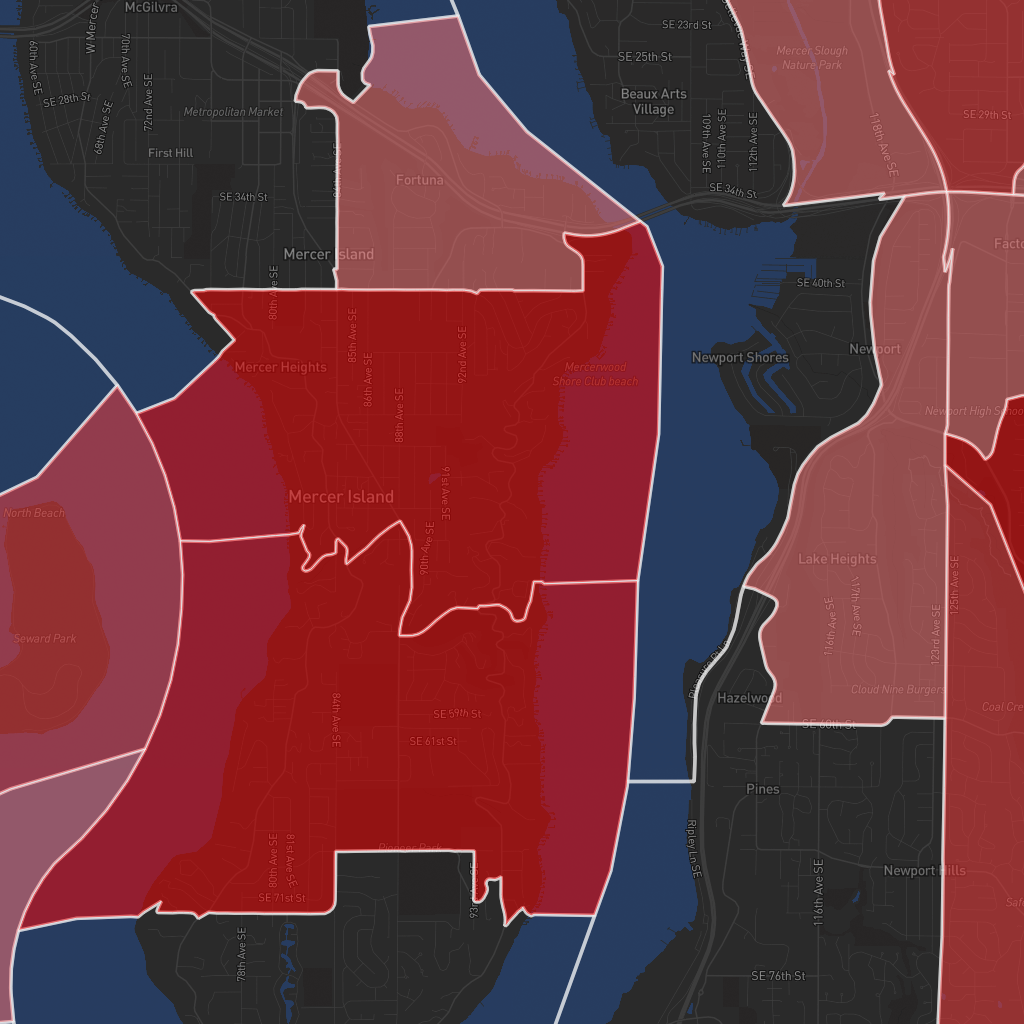 McGilvra
W Mercer
60th Ave SE
70th Ave SE
72nd Ave SE
68th Ave SE
SE 28th St
Metropolitan Market
First Hill
SE 34th St
Fortuna
Mercer Island
80th Ave SE
SE 23rd St
SE 25th St
Beaux Arts
Village
109th Ave SE
110th Ave SE
112th Ave SE
SE 34th St
Mercer Slough
Nature Park
118th Ave SE
SE 29th St
SE 40th St
Newport Shores
Newport
Newport High School
Mercer Heights
85th Ave SE
86th Ave SE
88th Ave SE
92nd Ave SE
Mercerwood
Shore Club beach
Mercer Island
91st Ave SE
90th Ave SE
North Beach
Seward Park
Lake Heights
116th Ave SE
117th Ave SE
123rd Ave SE
125th Ave SE
Cloud Nine Burgers
Hazelwood
SE 60th St
84th Ave SE
SE 59th St
SE 61st St
Pines
Ripley Ln SE
Pioneer Park
80th Ave SE
81st Ave SE
SE 71st St
93rd Ave SE
116th Ave SE
Newport Hills
78th Ave SE
SE 76th St